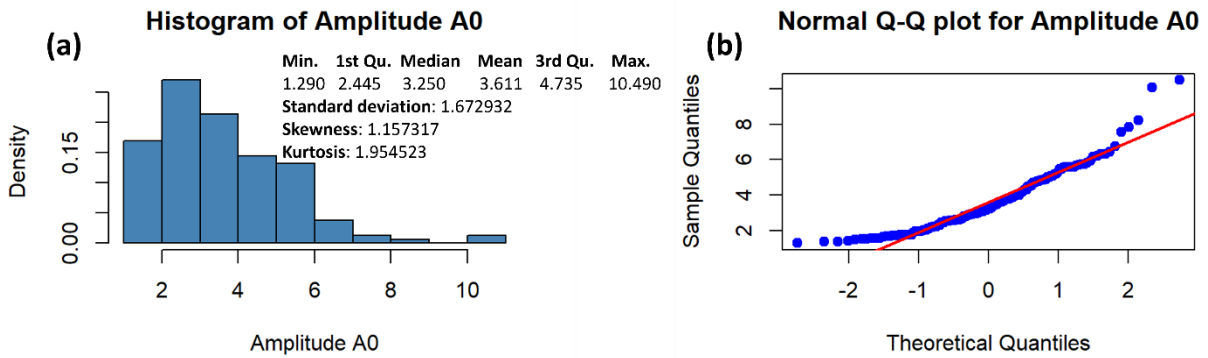 (a)
Histogram of Amplitude A0
Min. 1st Qu. Median Mean 3rd Qu. Max.
1.290 2.445 3.250 3.611 4.735 10.490
Standard deviation: 1.672932
Skewness: 1.157317
Kurtosis: 1.954523
Density
0.15
0.00
2 4 6 8 10
Amplitude A0
(b)
Normal Q-Q plot for Amplitude A0
Sample Quantiles
8
6
4
2
-2 -1 0 1 2
Theoretical Quantiles